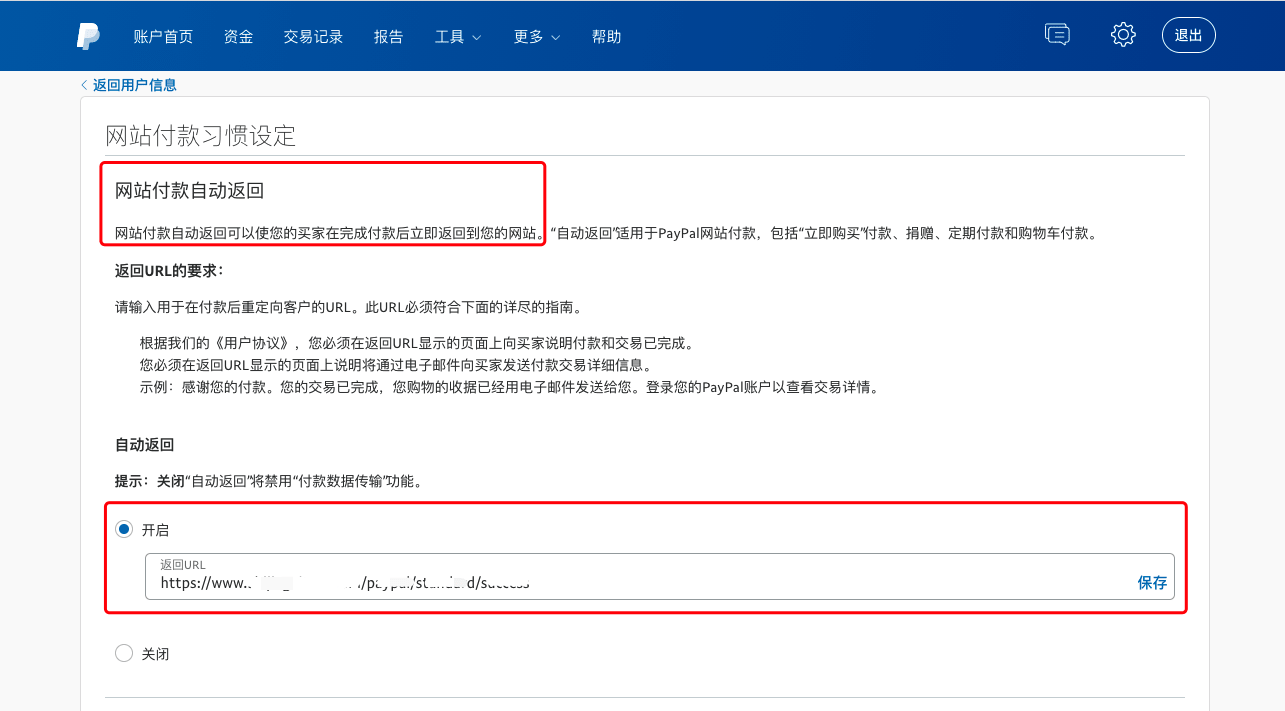 账户首页 资金 交易记录 报告 工具 更多 帮助 退出
返回用户信息
网站付款习惯设定
网站付款自动返回
网站付款自动返回可以使您的买家在完成付款后立即返回到您的网站。“自动返回”适用于PayPal网站付款，包括“立即购买”付款、捐赠、定期付款和购物车付款。
返回URL的要求：
请输入用于在付款后重定向客户的URL。此URL必须符合下面的详尽的指南。
根据我们的《用户协议》，您必须在返回URL显示的页面上向买家说明付款和交易已完成。
您必须在返回URL显示的页面上说明将通过电子邮件向买家发送付款交易详细信息。
示例：感谢您的付款。您的交易已完成，您购物的收据已经用电子邮件发送给您。登录您的PayPal账户以查看交易详情。
自动返回
提示：关闭“自动返回”将禁用“付款数据传输”功能。
开启
返回URL
https://www. /paypal/standard/success 保存
关闭